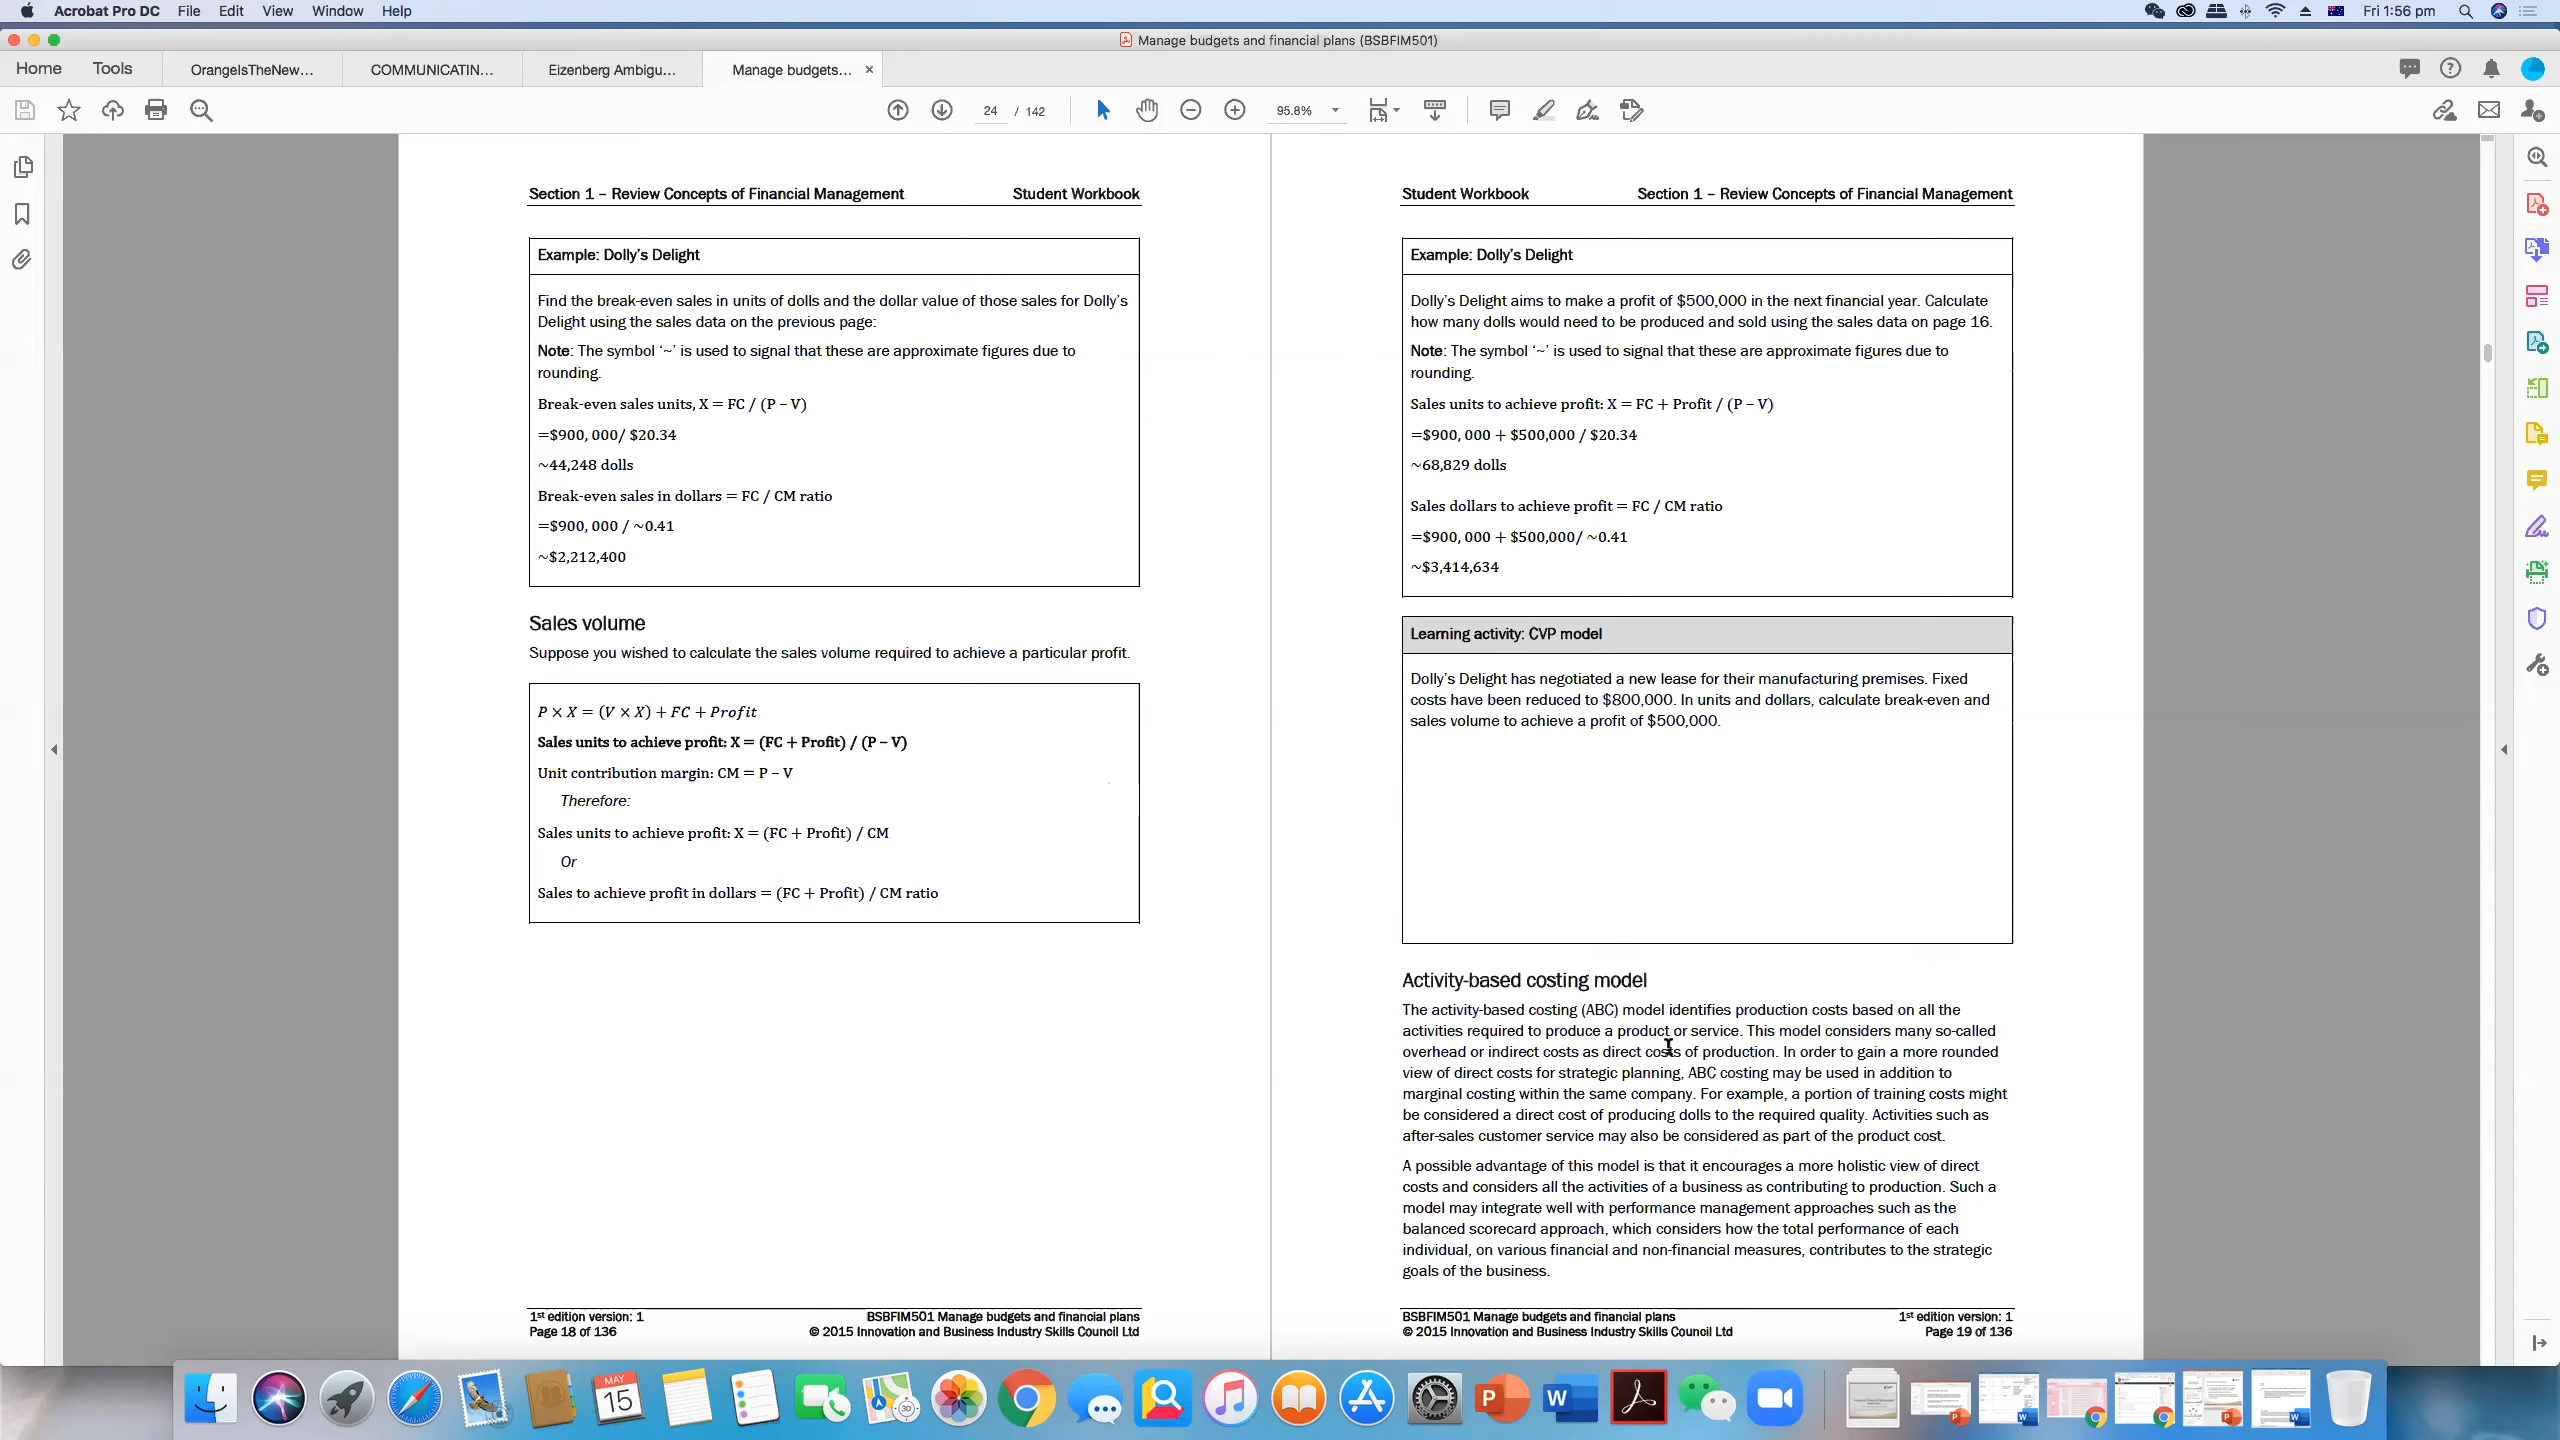 Acrobat Pro DC File Edit View Window Help
Fri 1:56 pm
Manage budgets and financial plans (BSBFIM501)
Home Tools OrangeIsTheNew... COMMUNICATIN... Eizenberg Ambigu... Manage budgets... ×
24 / 142 95.8%
Section 1 – Review Concepts of Financial Management Student Workbook
Example: Dolly's Delight
Find the break-even sales in units of dolls and the dollar value of those sales for Dolly's
Delight using the sales data on the previous page:
Note: The symbol '~' is used to signal that these are approximate figures due to
rounding.
Break-even sales units, X = FC / (P – V)
=$900, 000/ $20.34
~44,248 dolls
Break-even sales in dollars = FC / CM ratio
=$900, 000 / ~0.41
~$2,212,400
Sales volume
Suppose you wished to calculate the sales volume required to achieve a particular profit.
P × X = (V × X) + FC + Profit
Sales units to achieve profit: X = (FC + Profit) / (P – V)
Unit contribution margin: CM = P – V
Therefore:
Sales units to achieve profit: X = (FC + Profit) / CM
Or
Sales to achieve profit in dollars = (FC + Profit) / CM ratio
1st edition version: 1 BSBFIM501 Manage budgets and financial plans
Page 18 of 136 © 2015 Innovation and Business Industry Skills Council Ltd
Student Workbook Section 1 – Review Concepts of Financial Management
Example: Dolly's Delight
Dolly's Delight aims to make a profit of $500,000 in the next financial year. Calculate
how many dolls would need to be produced and sold using the sales data on page 16.
Note: The symbol '~' is used to signal that these are approximate figures due to
rounding.
Sales units to achieve profit: X = FC + Profit / (P – V)
=$900, 000 + $500,000 / $20.34
~68,829 dolls
Sales dollars to achieve profit = FC / CM ratio
=$900, 000 + $500,000/ ~0.41
~$3,414,634
Learning activity: CVP model
Dolly's Delight has negotiated a new lease for their manufacturing premises. Fixed
costs have been reduced to $800,000. In units and dollars, calculate break-even and
sales volume to achieve a profit of $500,000.
Activity-based costing model
The activity-based costing (ABC) model identifies production costs based on all the
activities required to produce a product or service. This model considers many so-called
overhead or indirect costs as direct costs of production. In order to gain a more rounded
view of direct costs for strategic planning, ABC costing may be used in addition to
marginal costing within the same company. For example, a portion of training costs might
be considered a direct cost of producing dolls to the required quality. Activities such as
after-sales customer service may also be considered as part of the product cost.
A possible advantage of this model is that it encourages a more holistic view of direct
costs and considers all the activities of a business as contributing to production. Such a
model may integrate well with performance management approaches such as the
balanced scorecard approach, which considers how the total performance of each
individual, on various financial and non-financial measures, contributes to the strategic
goals of the business.
BSBFIM501 Manage budgets and financial plans 1st edition version: 1
© 2015 Innovation and Business Industry Skills Council Ltd Page 19 of 136
MAY
15
3D
P
W
P
W
P
W